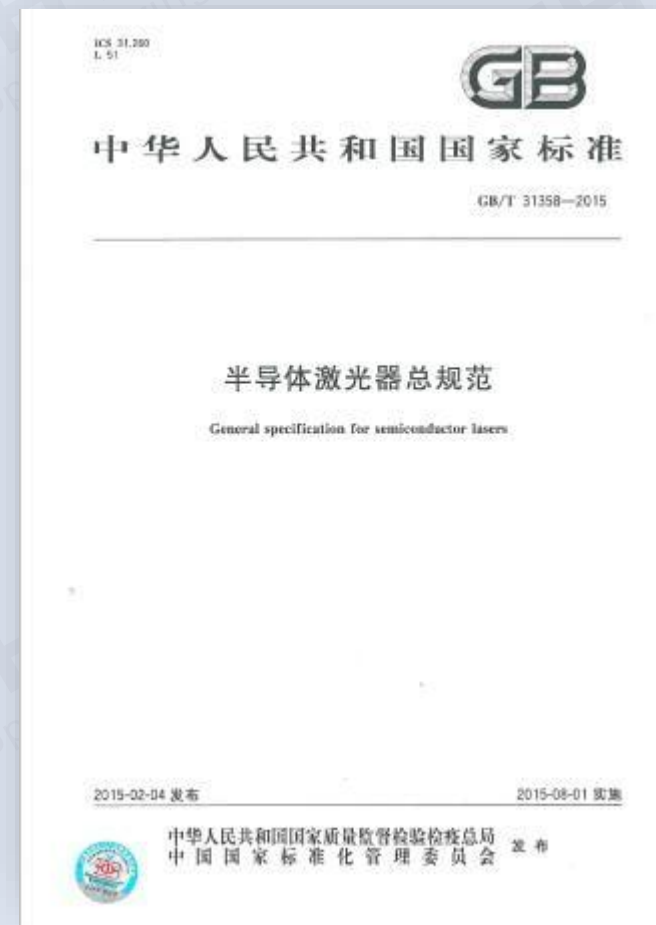 ICS 31.260
L 51
GB
中华人民共和国国家标准
GB/T 31358—2015
半导体激光器总规范
General specification for semiconductor lasers
2015-02-04 发布
2015-08-01 实施
中华人民共和国国家质量监督检验检疫总局
中国国家标准化管理委员会
发布